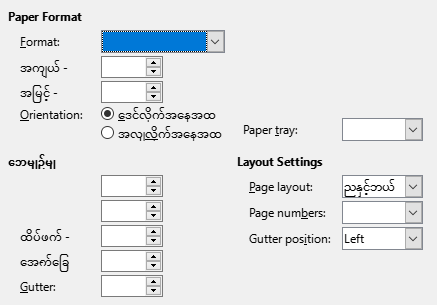 Paper Format
Format:
အကျယ် -
အမြင့် -
Orientation:
ဒေါင်လိုက်အနေအထ
အလျှလိုက်အနေအထ
Paper tray:
ဘေမျဉ်မျ
Layout Settings
Page layout:
ညာနှင့်ဘယ်
Page numbers:
ထိပ်ဖက် -
Gutter position:
Left
အောက်ခြေ
Gutter: